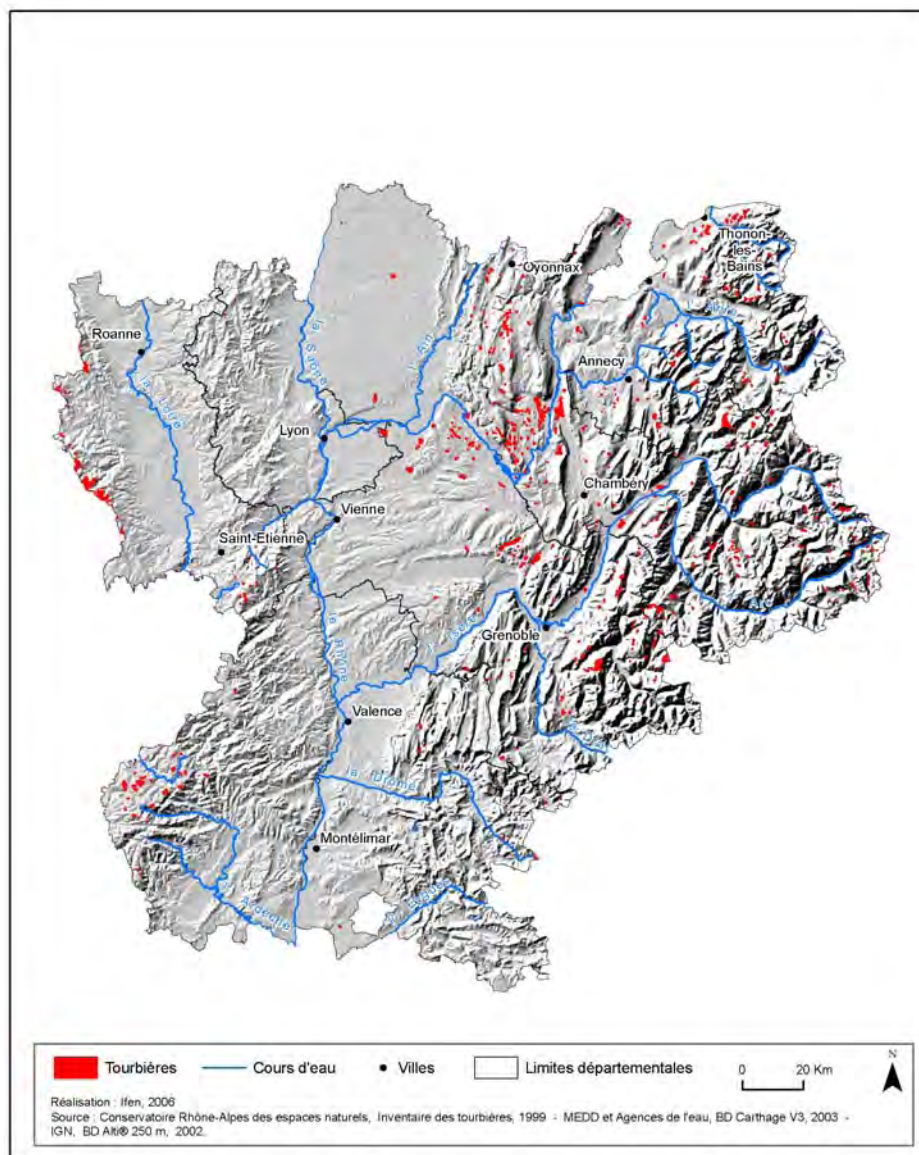 Thonon-
les-
Bains
Oyonnax
l'Arve
Roanne
la Saône
l'Ain
Annecy
la Loire
Lyon
Chambéry
Vienne
Saint-Etienne
l'Arc
le Rhône
l'Isère
Grenoble
Valence
la Drôme
Montélimar
l'Ardèche
Tourbières
Cours d'eau
Villes
Limites départementales
0 20 Km
N
Réalisation : Ifen, 2006
Source : Conservatoire Rhône-Alpes des espaces naturels, Inventaire des tourbières, 1999 - MEDD et Agences de l'eau, BD Carthage V3, 2003 -
IGN, BD Alti® 250 m, 2002.